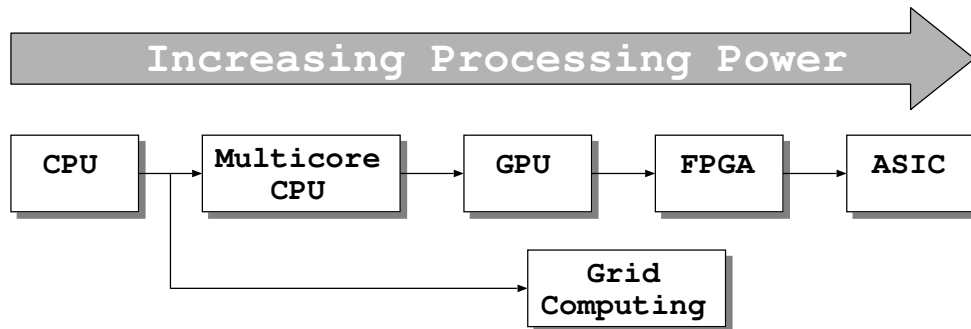 Increasing Processing Power
CPU
Multicore
CPU
GPU
FPGA
ASIC
Grid
Computing